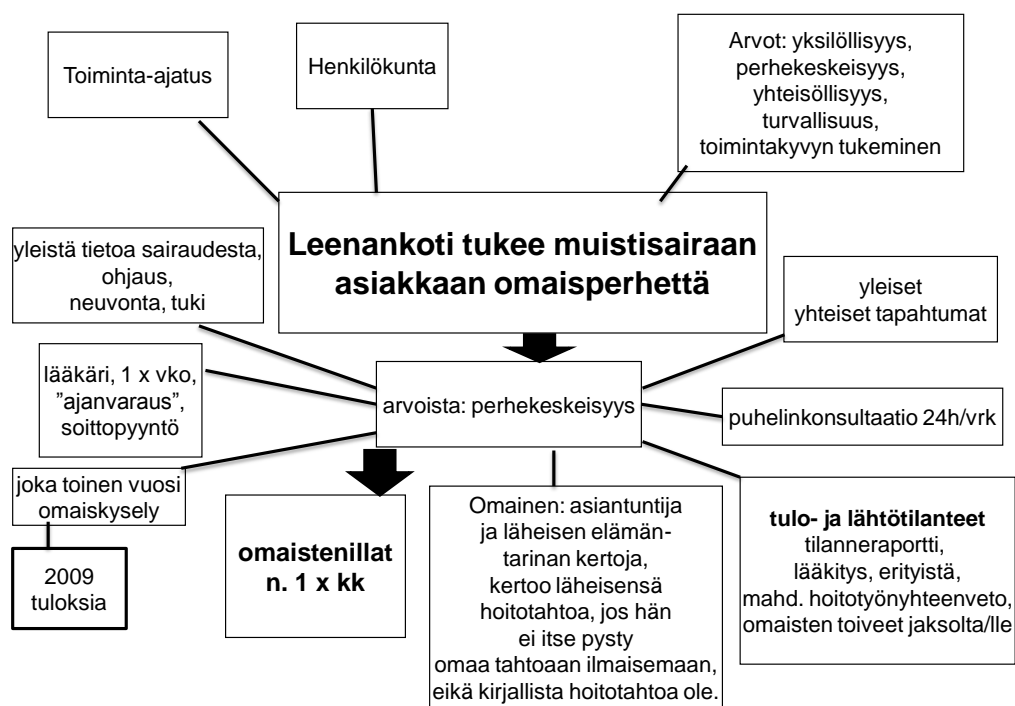 Toiminta-ajatus
Henkilökunta
Arvot: yksilöllisyys,
perhekeskeisyys,
yhteisöllisyys,
turvallisuus,
toimintakyvyn tukeminen
Leenankoti tukee muistisairaan
asiakkaan omaisperhettä
yleistä tietoa sairaudesta,
ohjaus,
neuvonta, tuki
yleiset
yhteiset tapahtumat
lääkäri, 1 x vko,
”ajanvaraus”,
soittopyyntö
arvoista: perhekeskeisyys
puhelinkonsultaatio 24h/vrk
joka toinen vuosi
omaiskysely
2009
tuloksia
omaistenillat
n. 1 x kk
Omainen: asiantuntija
ja läheisen elämän-
tarinan kertoja,
kertoo läheisensä
hoitotahtoa, jos hän
ei itse pysty
omaa tahtoaan ilmaisemaan,
eikä kirjallista hoitotahtoa ole.
tulo- ja lähtötilanteet
tilanneraportti,
lääkitys, erityistä,
mahd. hoitotyönyhteenveto,
omaisten toiveet jaksolta/lle